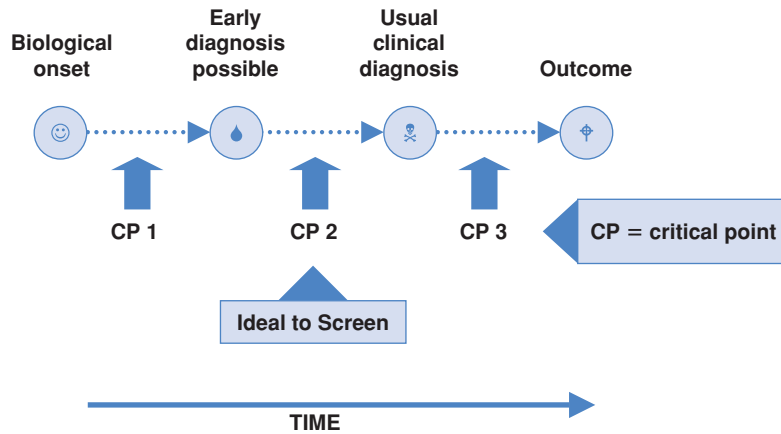 Biological
onset
Early
diagnosis
possible
Usual
clinical
diagnosis
Outcome
CP 1
CP 2
CP 3
CP = critical point
Ideal to Screen
TIME